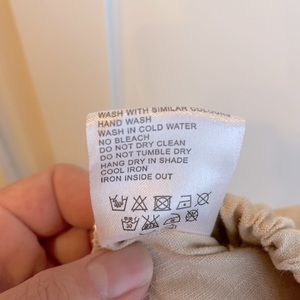 WASH WITH SIMILAR COLOURS
HAND WASH
WASH IN COLD WATER
NO BLEACH
DO NOT DRY CLEAN
DO NOT TUMBLE DRY
HANG DRY IN SHADE
COOL IRON
IRON INSIDE OUT